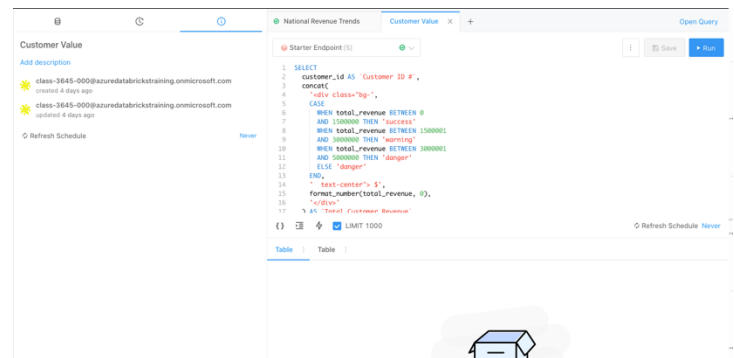 National Revenue Trends
Customer Value
Open Query
Customer Value
Add description
class-3645-000@azuredatabrickstraining.onmicrosoft.com
created 4 days ago
class-3645-000@azuredatabrickstraining.onmicrosoft.com
updated 4 days ago
Refresh Schedule Never
Starter Endpoint (S)
Save
Run
1 SELECT
2 customer_id AS `Customer ID #`,
3 concat(
4 '<div class="bg-',
5 CASE
6 WHEN total_revenue BETWEEN 0
7 AND 1500000 THEN 'success'
8 WHEN total_revenue BETWEEN 1500001
9 AND 3000000 THEN 'warning'
10 WHEN total_revenue BETWEEN 3000001
11 AND 5000000 THEN 'danger'
12 ELSE 'danger'
13 END,
14 ' text-center"> $',
15 format_number(total_revenue, 0),
16 '</div>'
17 ) AS `Total Customer Revenue`
{} LIMIT 1000
Refresh Schedule Never
Table
Table